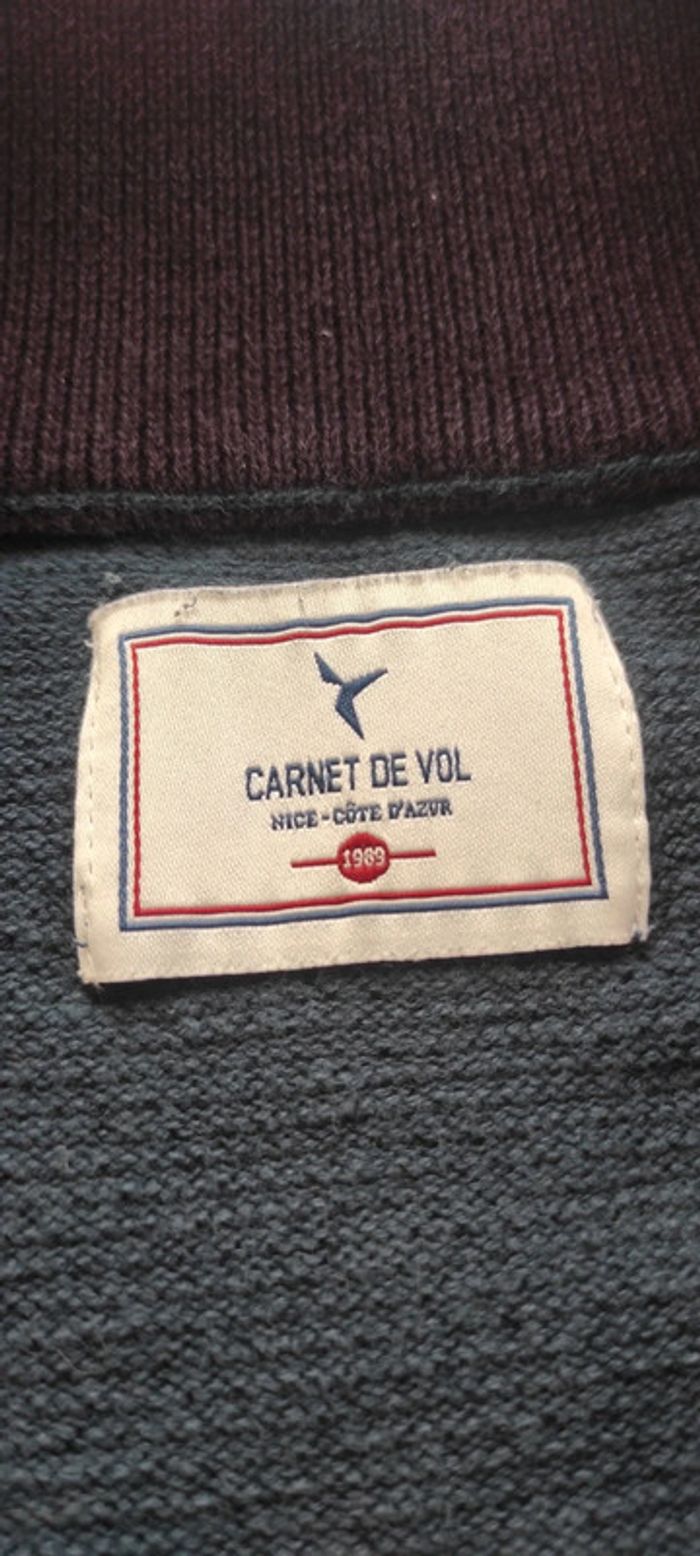 CARNET DE VOL
NICE-CÔTE D'AZUR
1989